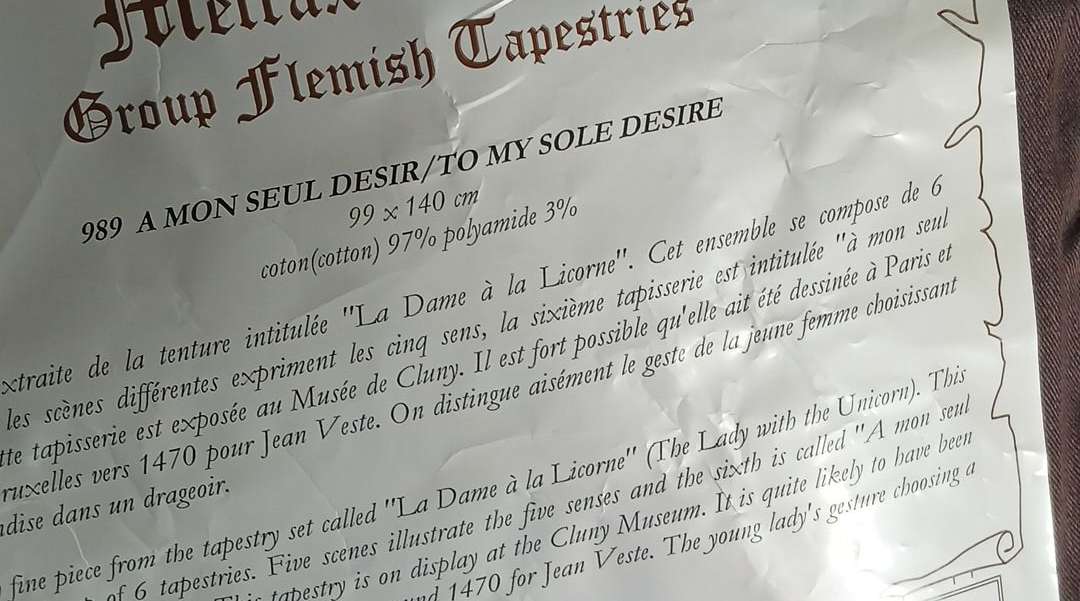 Group Flemish Tapestries
989 A MON SEUL DESIR/TO MY SOLE DESIRE
99 x 140 cm
coton(cotton) 97% polyamide 3%
xtraite de la tenture intitulée "La Dame à la Licorne". Cet ensemble se compose de 6
les scènes différentes expriment les cinq sens, la sixième tapisserie est intitulée "à mon seul
tte tapisserie est exposée au Musée de Cluny. Il est fort possible qu'elle ait été dessinée à Paris et
ruxelles vers 1470 pour Jean Veste. On distingue aisément le geste de la jeune femme choisissant
ndise dans un drageoir.
fine piece from the tapestry set called "La Dame à la Licorne" (The Lady with the Unicorn). This
of 6 tapestries. Five scenes illustrate the five senses and the sixth is called "A mon seul
tapestry is on display at the Cluny Museum. It is quite likely to have been
1470 for Jean Veste. The young lady's gesture choosing a